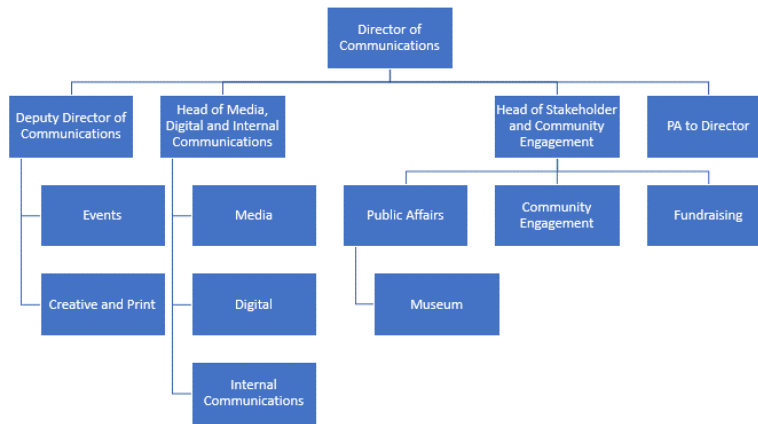 Director of
Communications
Deputy Director of
Communications
Head of Media,
Digital and Internal
Communications
Head of Stakeholder
and Community
Engagement
PA to Director
Events
Media
Public Affairs
Community
Engagement
Fundraising
Creative and Print
Digital
Museum
Internal
Communications